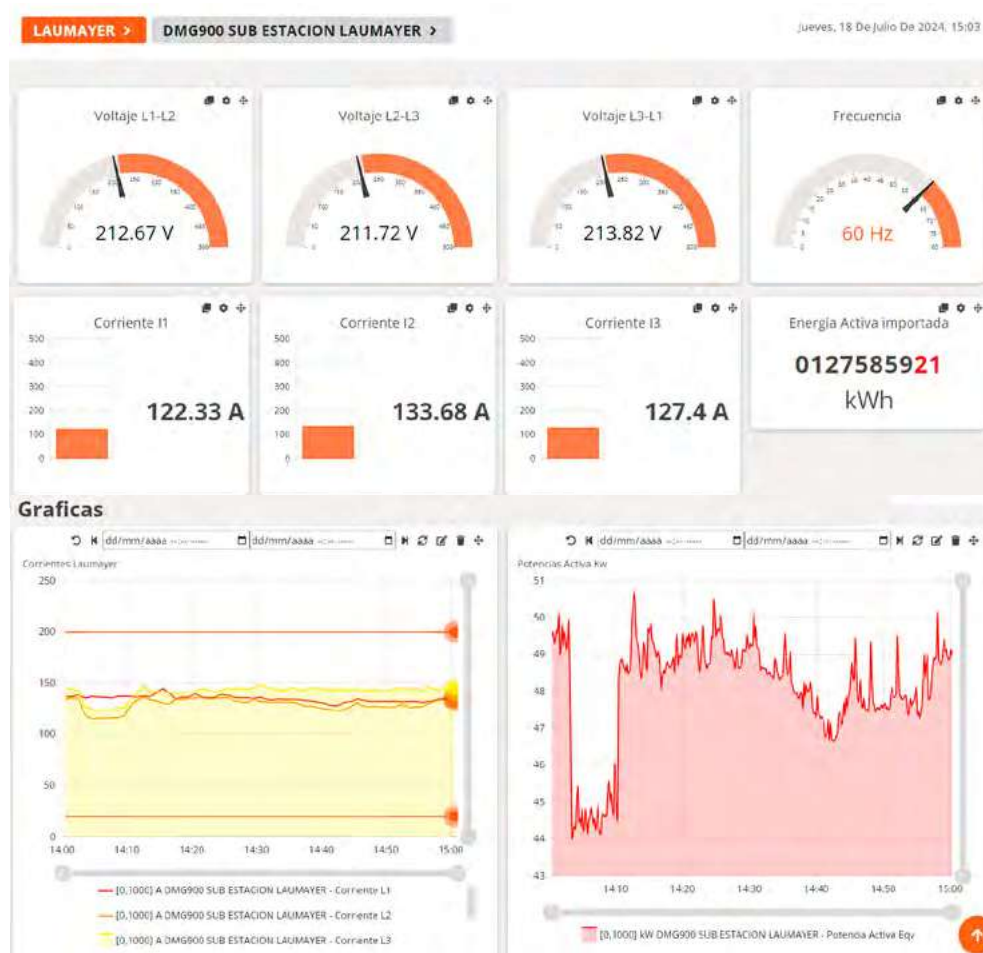 LAUMAYER > DMG900 SUB ESTACION LAUMAYER >
Jueves, 18 De Julio De 2024, 15:03
Voltaje L1-L2
212.67 V
Voltaje L2-L3
211.72 V
Voltaje L3-L1
213.82 V
Frecuencia
60 Hz
Corriente I1
500
400
300
200
100
0
122.33 A
Corriente I2
500
400
300
200
100
0
133.68 A
Corriente I3
500
400
300
200
100
0
127.4 A
Energía Activa importada
0127585921
kWh
Graficas
dd/mm/aaaa --:-- ----- dd/mm/aaaa --:-- -----
Corrientes Laumayer
250
200
150
100
50
0
14:00 14:10 14:20 14:30 14:40 14:50 15:00
[0,1000] A DMG900 SUB ESTACION LAUMAYER - Corriente L1
[0,1000] A DMG900 SUB ESTACION LAUMAYER - Corriente L2
[0,1000] A DMG900 SUB ESTACION LAUMAYER - Corriente L3
dd/mm/aaaa --:-- ----- dd/mm/aaaa --:-- -----
Potencias Activa kw
51
50
49
48
47
46
45
44
43
14:10 14:20 14:30 14:40 14:50 15:00
[0,1000] kW DMG900 SUB ESTACION LAUMAYER - Potencia Activa Eqv